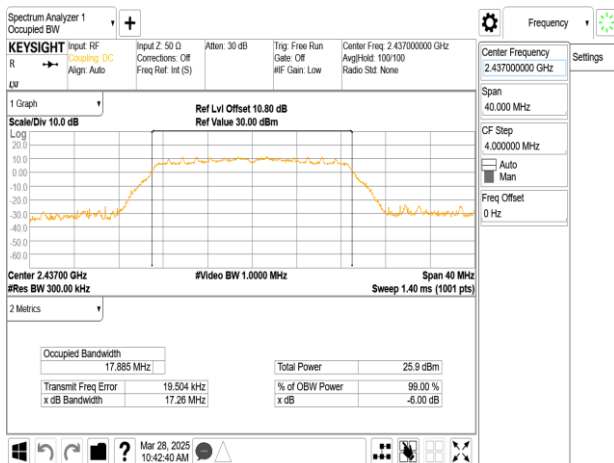 Spectrum Analyzer 1
Occupied BW
Frequency
KEYSIGHT
Input: RF
Coupling: DC
Align: Auto
Input Z: 50 Ω
Corrections: Off
Freq Ref: Int (S)
Atten: 30 dB
Trig: Free Run
Gate: Off
#IF Gain: Low
Center Freq: 2.437000000 GHz
Avg|Hold: 100/100
Radio Std: None
R
LXI
Center Frequency
2.437000000 GHz
Settings
Span
40.000 MHz
CF Step
4.000000 MHz
Auto
Man
Freq Offset
0 Hz
1 Graph
Scale/Div 10.0 dB
Ref Lvl Offset 10.80 dB
Ref Value 30.00 dBm
Log
20.0
10.0
0.00
-10.0
-20.0
-30.0
-40.0
-50.0
-60.0
Center 2.43700 GHz
#Video BW 1.0000 MHz
Span 40 MHz
#Res BW 300.00 kHz
Sweep 1.40 ms (1001 pts)
2 Metrics
Occupied Bandwidth
17.885 MHz
Total Power 25.9 dBm
Transmit Freq Error 19.504 kHz
% of OBW Power 99.00 %
x dB Bandwidth 17.26 MHz
x dB -6.00 dB
?
Mar 28, 2025
10:42:40 AM